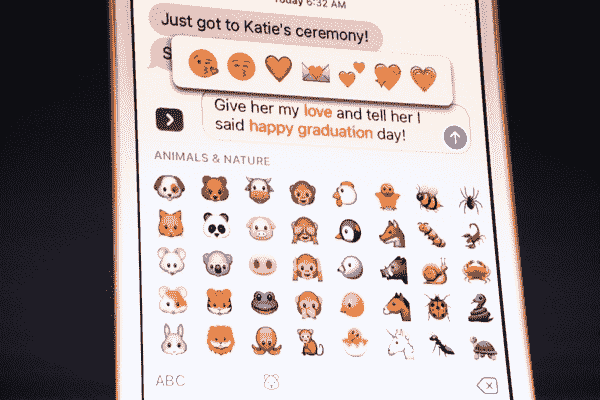 Today 6:32 AM
Just got to Katie's ceremony!
S
Give her my love and tell her I
said happy graduation day!
ANIMALS & NATURE
ABC